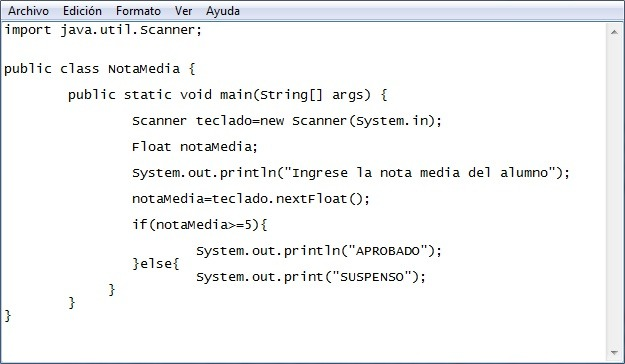 Archivo Edición Formato Ver Ayuda
import java.util.Scanner;
public class NotaMedia {
public static void main(String[] args) {
Scanner teclado=new Scanner(System.in);
Float notaMedia;
System.out.println("Ingrese la nota media del alumno");
notaMedia=teclado.nextFloat();
if(notaMedia>=5){
System.out.println("APROBADO");
}else{
System.out.print("SUSPENSO");
}
}
}